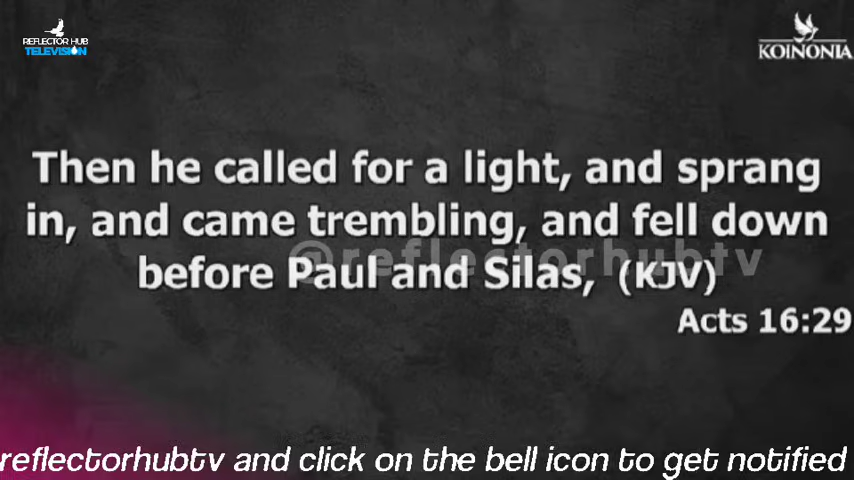 REFLECTOR HUB
TELEVISION
KOINONIA
Then he called for a light, and sprang
in, and came trembling, and fell down
@reflectorhubtv
before Paul and Silas, (KJV)
Acts 16:29
reflectorhubtv and click on the bell icon to get notified